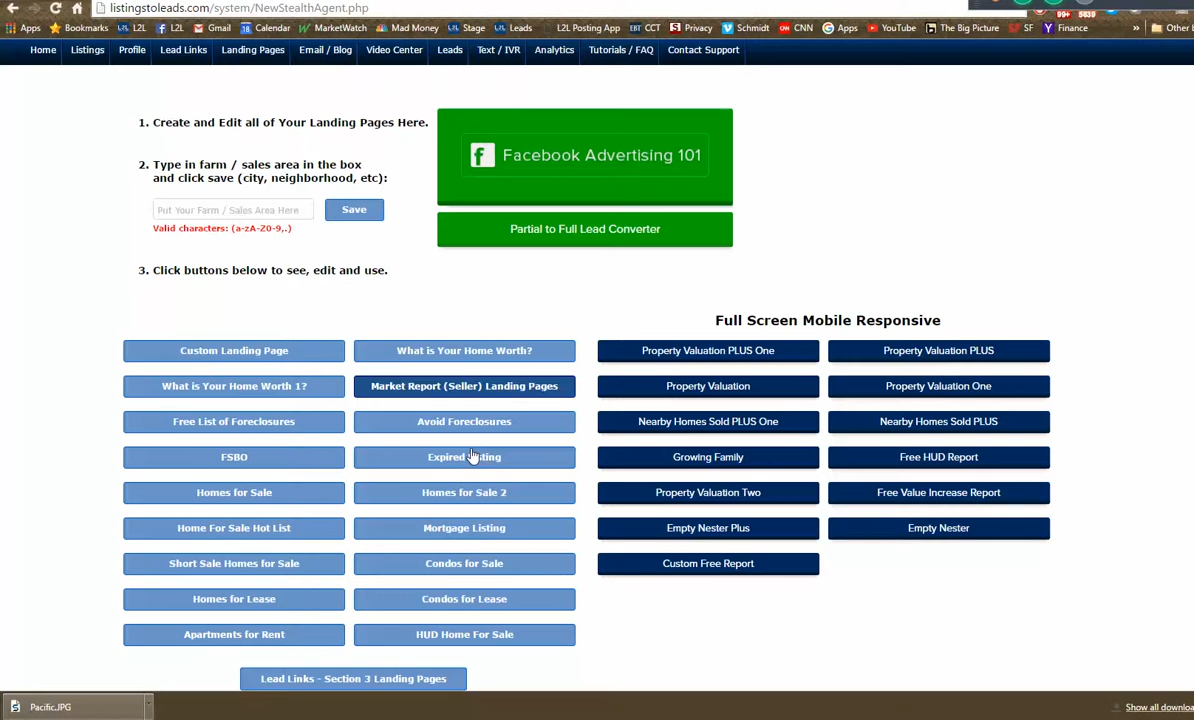 listingstoleads.com/system/NewStealthAgent.php
Apps Bookmarks L2L L2L Gmail Calendar MarketWatch Mad Money Stage Leads L2L Posting App CCT Privacy Schmidt CNN Apps YouTube The Big Picture SF Finance » Other
Home Listings Profile Lead Links Landing Pages Email / Blog Video Center Leads Text / IVR Analytics Tutorials / FAQ Contact Support
1. Create and Edit all of Your Landing Pages Here.
Facebook Advertising 101
2. Type in farm / sales area in the box
and click save (city, neighborhood, etc):
Put Your Farm / Sales Area Here Save
Valid characters: (a-zA-Z0-9,.)
Partial to Full Lead Converter
3. Click buttons below to see, edit and use.
Full Screen Mobile Responsive
Custom Landing Page What is Your Home Worth? Property Valuation PLUS One Property Valuation PLUS
What is Your Home Worth 1? Market Report (Seller) Landing Pages Property Valuation Property Valuation One
Free List of Foreclosures Avoid Foreclosures Nearby Homes Sold PLUS One Nearby Homes Sold PLUS
FSBO Expired Listing Growing Family Free HUD Report
Homes for Sale Homes for Sale 2 Property Valuation Two Free Value Increase Report
Home For Sale Hot List Mortgage Listing Empty Nester Plus Empty Nester
Short Sale Homes for Sale Condos for Sale Custom Free Report
Homes for Lease Condos for Lease
Apartments for Rent HUD Home For Sale
Lead Links - Section 3 Landing Pages
Pacific.JPG Show all downloa